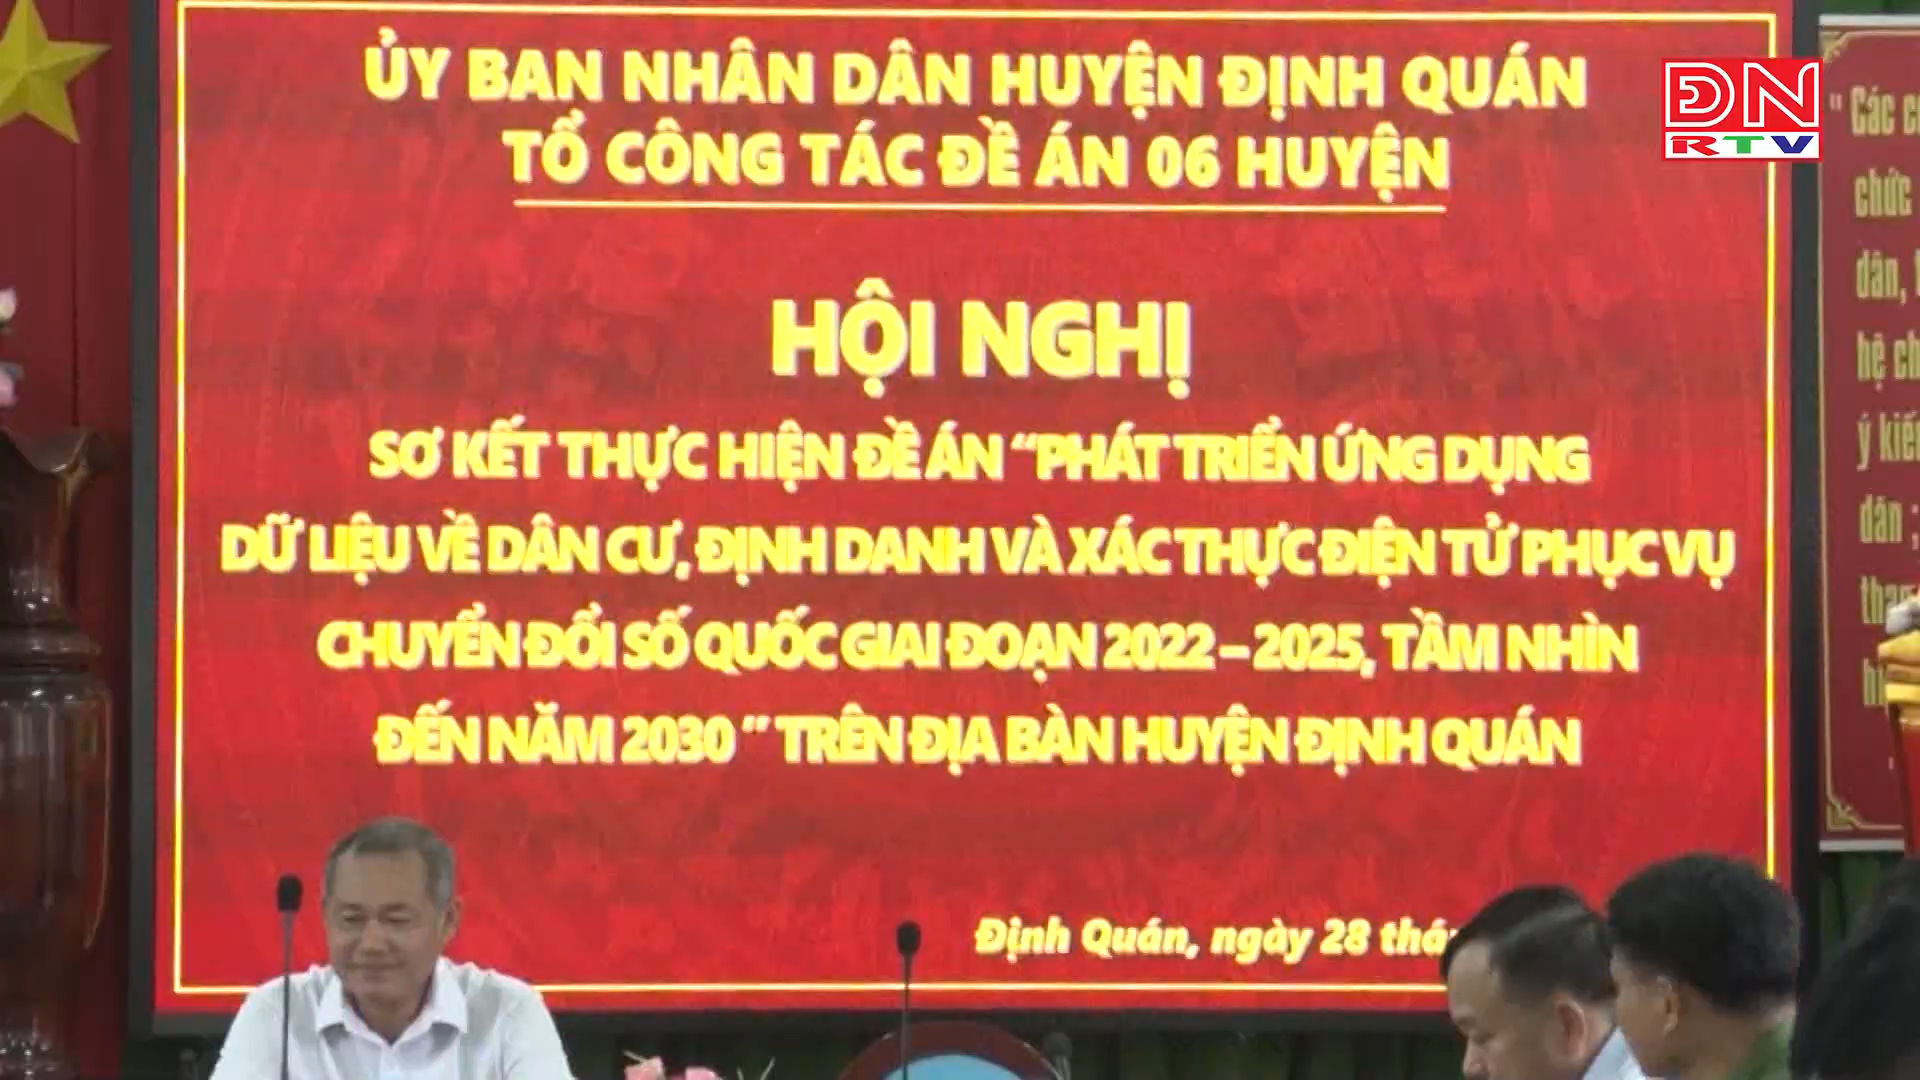 ỦY BAN NHÂN DÂN HUYỆN ĐỊNH QUÁN
TỔ CÔNG TÁC ĐỀ ÁN 06 HUYỆN
HỘI NGHỊ
SƠ KẾT THỰC HIỆN ĐỀ ÁN “PHÁT TRIỂN ỨNG DỤNG
DỮ LIỆU VỀ DÂN CƯ, ĐỊNH DANH VÀ XÁC THỰC ĐIỆN TỬ PHỤC VỤ
CHUYỂN ĐỔI SỐ QUỐC GIAI ĐOẠN 2022 – 2025, TẦM NHÌN
ĐẾN NĂM 2030 ” TRÊN ĐỊA BÀN HUYỆN ĐỊNH QUÁN
Định Quán, ngày 28
ĐN
RTV
" Các
chức
dân,
hệ
ý kiến
dân ;